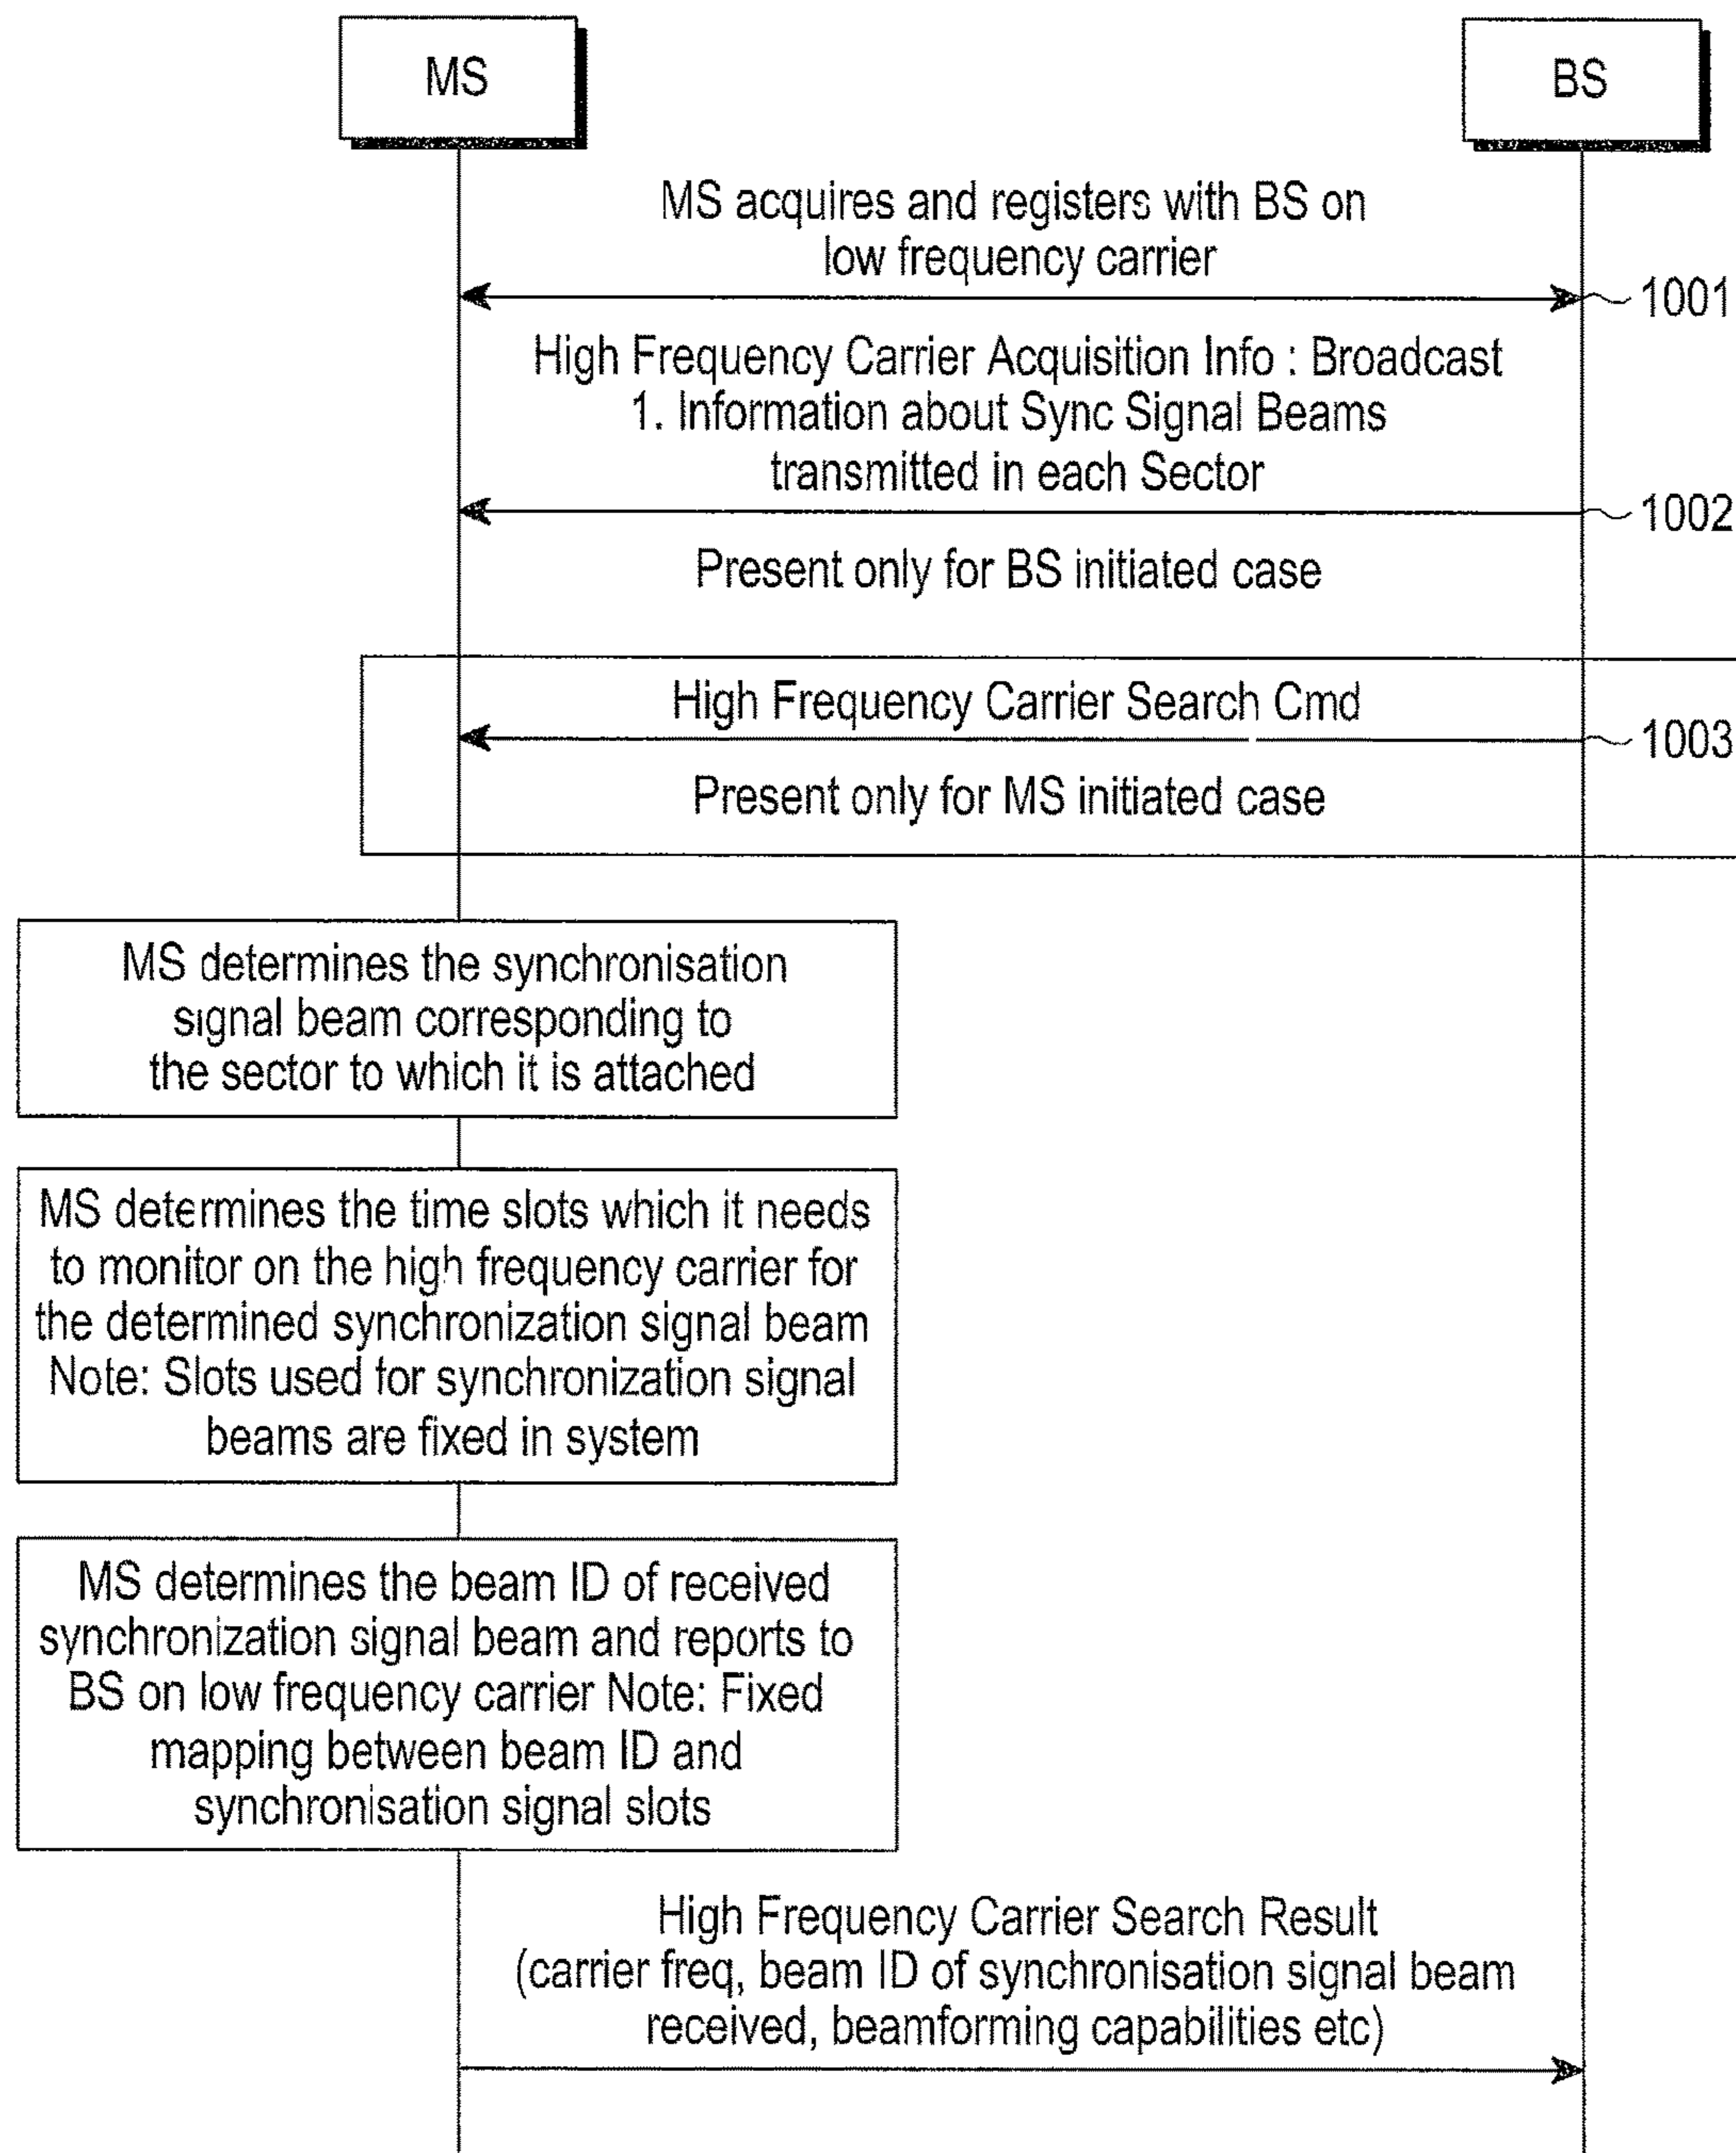 MS
BS
MS acquires and registers with BS on
low frequency carrier
1001
High Frequency Carrier Acquisition Info : Broadcast
1. Information about Sync Signal Beams
transmitted in each Sector
1002
Present only for BS initiated case
High Frequency Carrier Search Cmd
1003
Present only for MS initiated case
MS determines the synchronisation
signal beam corresponding to
the sector to which it is attached
MS determines the time slots which it needs
to monitor on the high frequency carrier for
the determined synchronization signal beam
Note: Slots used for synchronization signal
beams are fixed in system
MS determines the beam ID of received
synchronization signal beam and reports to
BS on low frequency carrier Note: Fixed
mapping between beam ID and
synchronisation signal slots
High Frequency Carrier Search Result
(carrier freq, beam ID of synchronisation signal beam
received, beamforming capabilities etc)